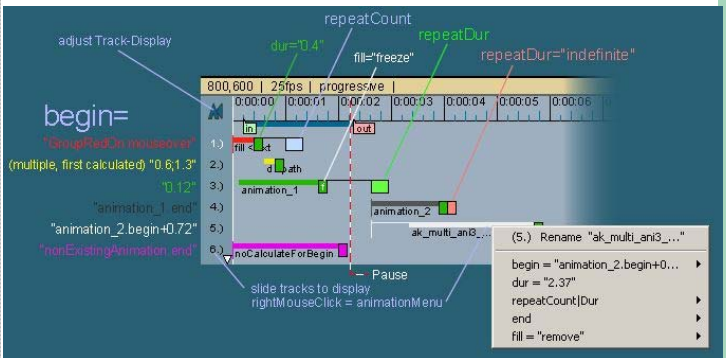 repeatCount
adjust Track-Display
dur="0.4"
repeatDur
fill="freeze"
repeatDur="indefinite"
800,600 | 25fps | progressive |
0:00:00 0:00:01 0:00:02 0:00:03 0:00:04 0:00:05 0:00:06
begin=
in out
"GroupRedOn.mouseover" 1.) fill
(multiple, first calculated) "0.6;1.3" 2.) path
"0.12" 3.) animation_1 f
"animation_1.end" 4.) animation_2
"animation_2.begin+0.72" 5.) ak_multi_ani3_...
"nonExistingAnimation.end" 6.) noCalculateForBegin
Pause
slide tracks to display
rightMouseClick = animationMenu
(5.) Rename "ak_multi_ani3_..."
begin = "animation_2.begin+0...
dur = "2.37"
repeatCount|Dur
end
fill = "remove"